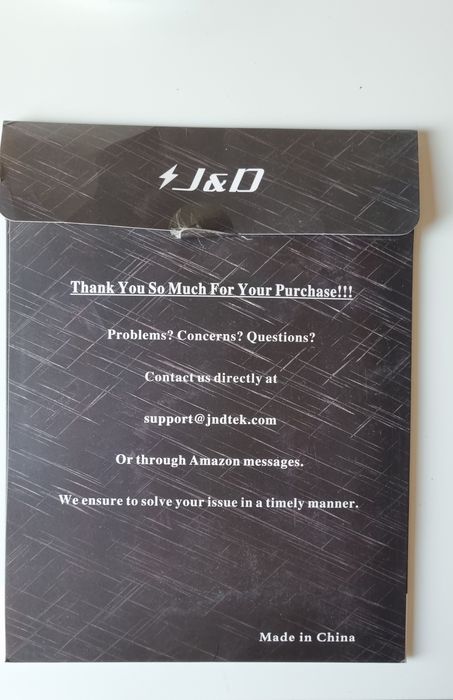 J&D
Thank You So Much For Your Purchase!!!
Problems? Concerns? Questions?
Contact us directly at
support@jndtek.com
Or through Amazon messages.
We ensure to solve your issue in a timely manner.
Made in China